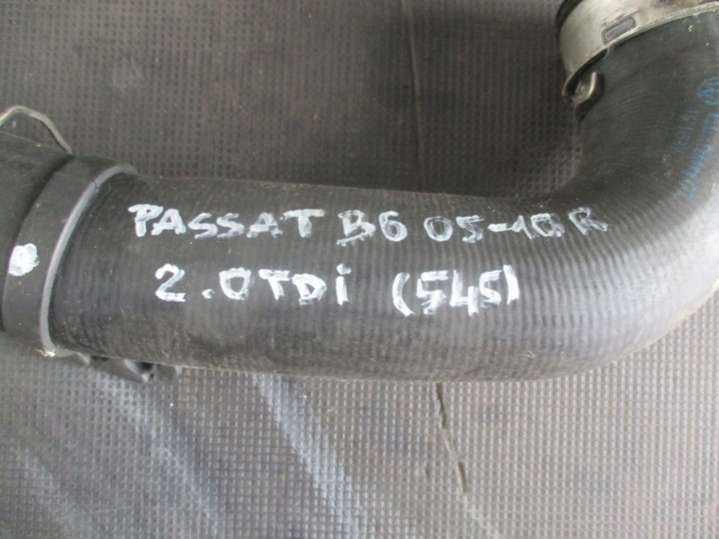 PASSAT B6 05-10R
2.0TDi (545)